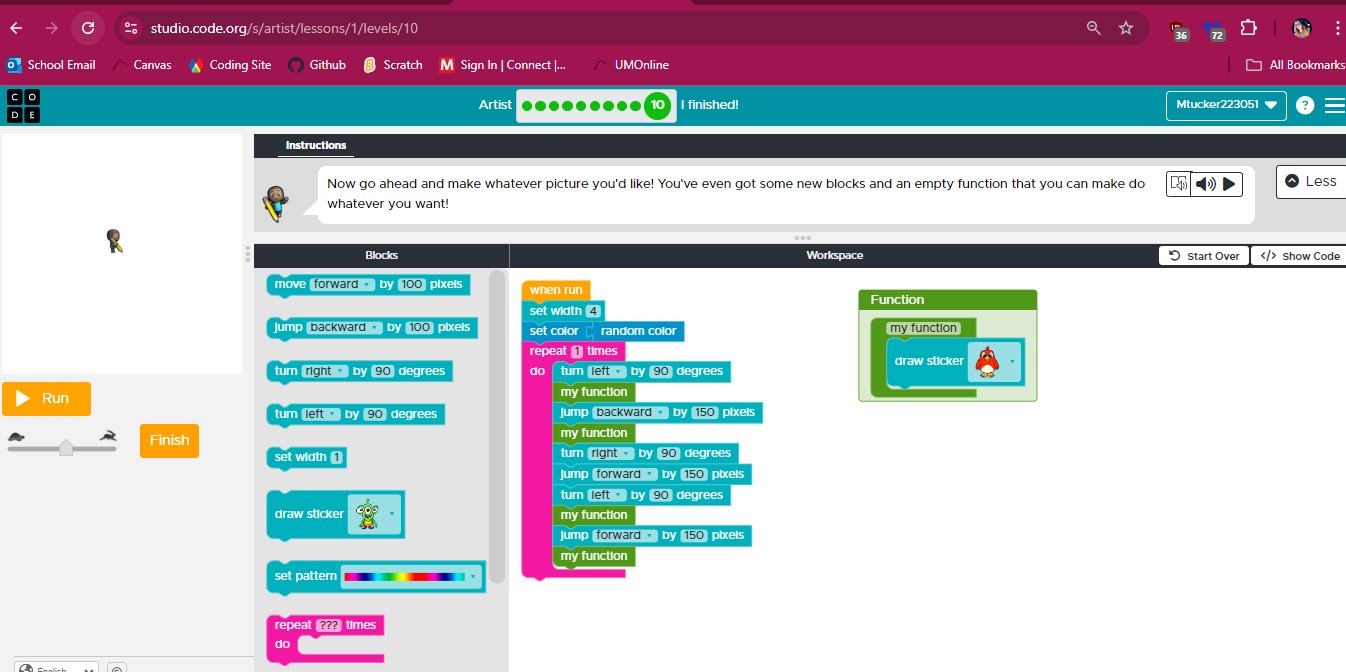 studio.code.org/s/artist/lessons/1/levels/10
36
72
School Email
Canvas
Coding Site
Github
Scratch
Sign In | Connect |...
UMOnline
All Bookmarks
C O
D E
Artist
10
I finished!
Mtucker223051
?
Instructions
Now go ahead and make whatever picture you'd like! You've even got some new blocks and an empty function that you can make do
whatever you want!
Less
Blocks
Workspace
Start Over
</> Show Code
move forward by 100 pixels
jump backward by 100 pixels
turn right by 90 degrees
turn left by 90 degrees
set width 1
draw sticker
set pattern
repeat ??? times
do
when run
set width 4
set color random color
repeat 1 times
do turn left by 90 degrees
my function
jump backward by 150 pixels
my function
turn right by 90 degrees
jump forward by 150 pixels
turn left by 90 degrees
my function
jump forward by 150 pixels
my function
Function
my function
draw sticker
Run
Finish
English
©